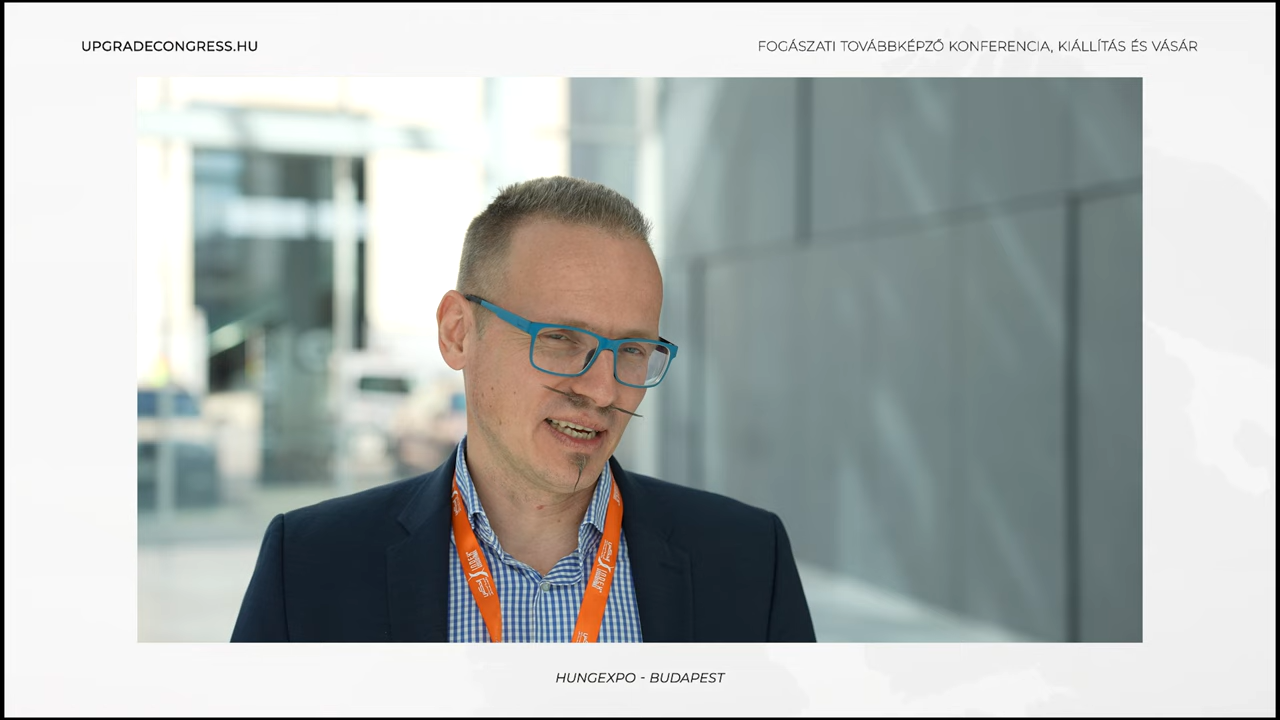 UPGRADECONGRESS.HU
FOGÁSZATI TOVÁBBKÉPZŐ KONFERENCIA, KIÁLLÍTÁS ÉS VÁSÁR
HUNGEXPO - BUDAPEST